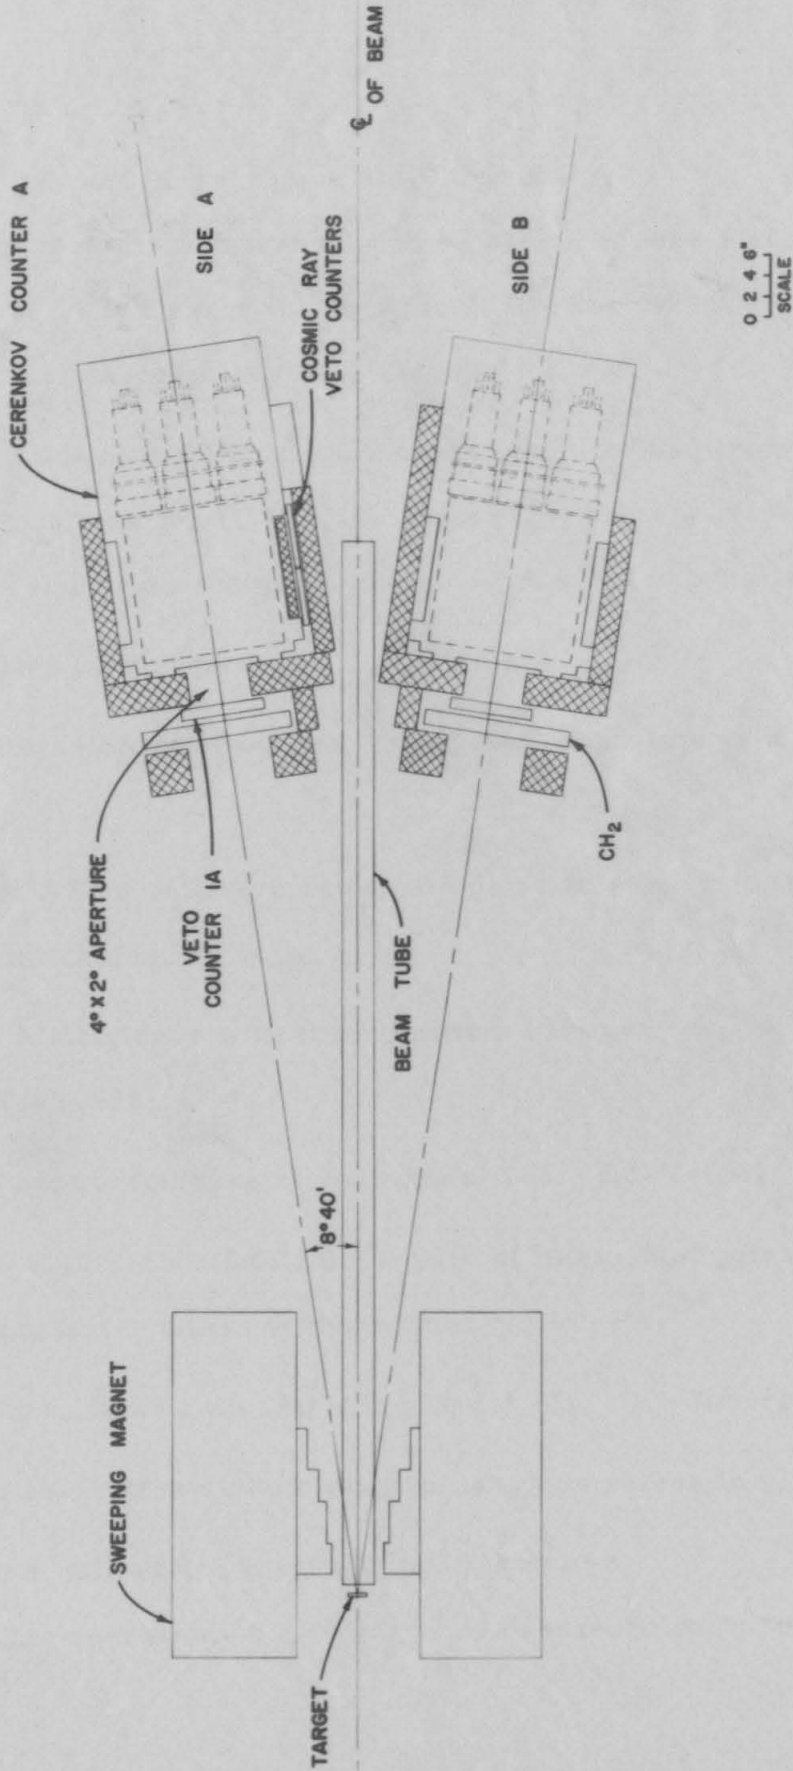 CERENKOV COUNTER A
SIDE A
COSMIC RAY
VETO COUNTERS
℄ OF BEAM
4° X 2° APERTURE
VETO
COUNTER 1A
SIDE B
BEAM TUBE
CH2
8° 40'
SWEEPING MAGNET
TARGET
0 2 4 6"
SCALE